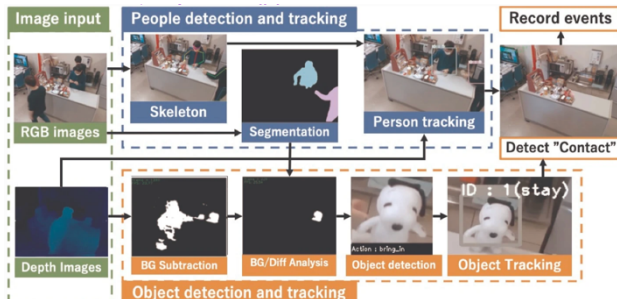 Image input
People detection and tracking
Record events
RGB images
Skeleton
Segmentation
Person tracking
Detect "Contact"
Depth Images
BG Subtraction
BG/Diff Analysis
Action : bring_in
Object detection
ID : 1(stay)
Object Tracking
Object detection and tracking